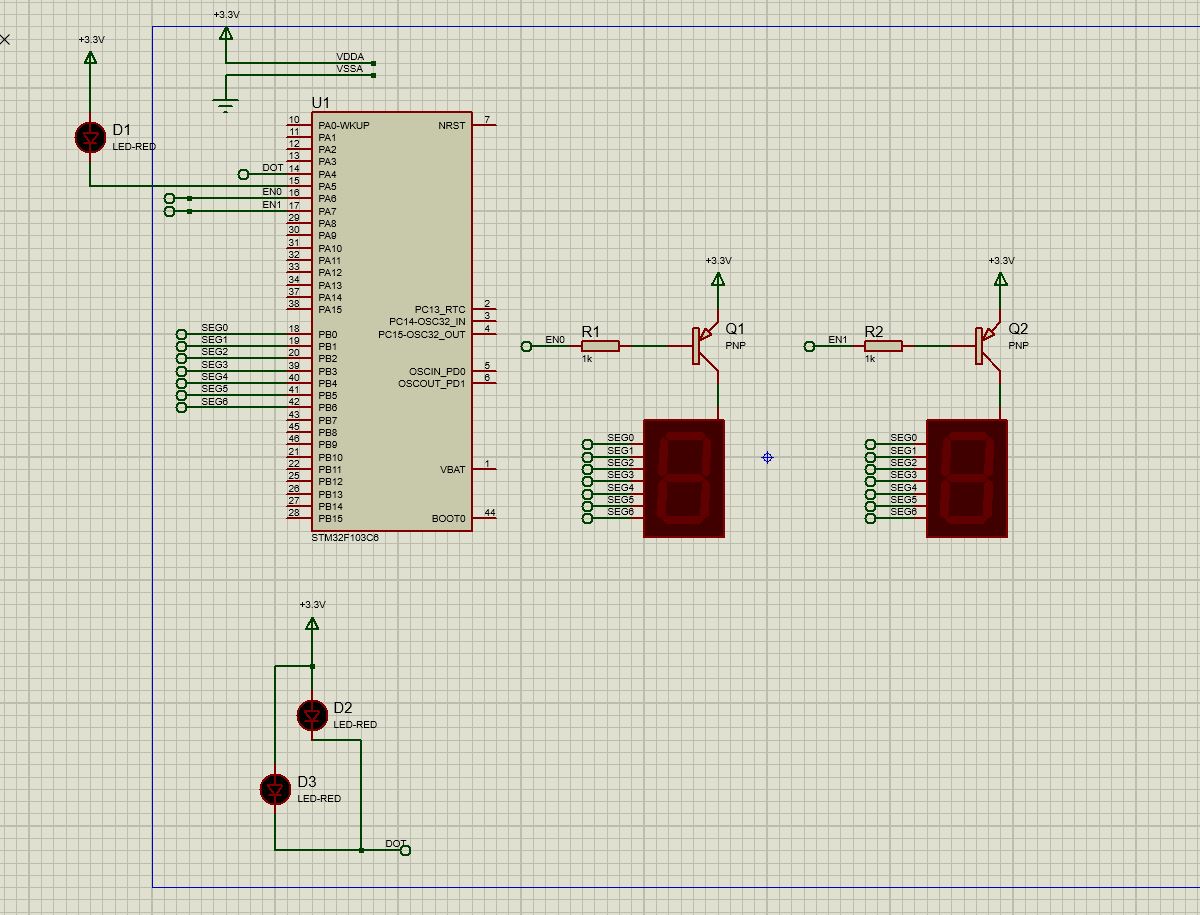 +3.3V
+3.3V
VDDA
VSSA
U1
D1
LED-RED
10 PA0-WKUP NRST 7
11 PA1
12 PA2
13 PA3
DOT 14 PA4
15 PA5
EN0 16 PA6
EN1 17 PA7
29 PA8
30 PA9
31 PA10
32 PA11
33 PA12
34 PA13
37 PA14
38 PA15 PC13_RTC 2
PC14-OSC32_IN 3
SEG0 18 PB0 PC15-OSC32_OUT 4
SEG1 19 PB1
SEG2 20 PB2
SEG3 39 PB3 OSCIN_PD0 5
SEG4 40 PB4 OSCOUT_PD1 6
SEG5 41 PB5
SEG6 42 PB6
43 PB7
45 PB8
46 PB9
21 PB10
22 PB11 VBAT 1
25 PB12
26 PB13
27 PB14
28 PB15 BOOT0 44
STM32F103C6
+3.3V
EN0
R1
1k
Q1
PNP
SEG0
SEG1
SEG2
SEG3
SEG4
SEG5
SEG6
+3.3V
EN1
R2
1k
Q2
PNP
SEG0
SEG1
SEG2
SEG3
SEG4
SEG5
SEG6
+3.3V
D2
LED-RED
D3
LED-RED
DOT